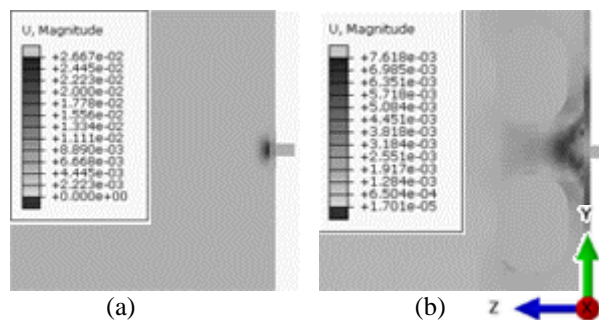 U, Magnitude
+2.667e-02
+2.445e-02
+2.223e-02
+2.000e-02
+1.778e-02
+1.556e-02
+1.334e-02
+1.111e-02
+8.890e-03
+6.668e-03
+4.445e-03
+2.223e-03
+0.000e+00
(a)
U, Magnitude
+7.618e-03
+6.985e-03
+6.351e-03
+5.718e-03
+5.084e-03
+4.451e-03
+3.818e-03
+3.184e-03
+2.551e-03
+1.917e-03
+1.284e-03
+6.504e-04
+1.701e-05
(b)
Y
Z
X